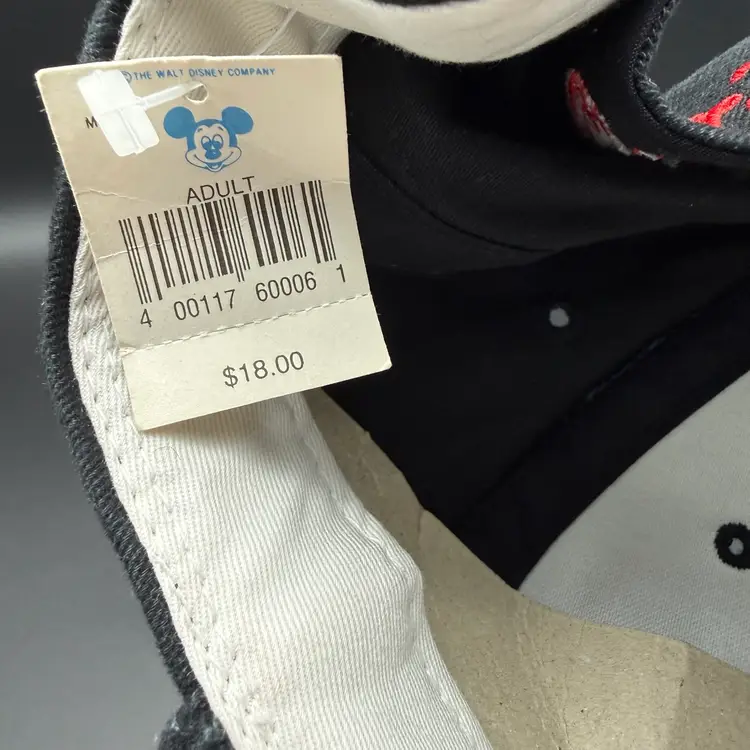 ©THE WALT DISNEY COMPANY
M
ADULT
4 00117 60006 1
$18.00